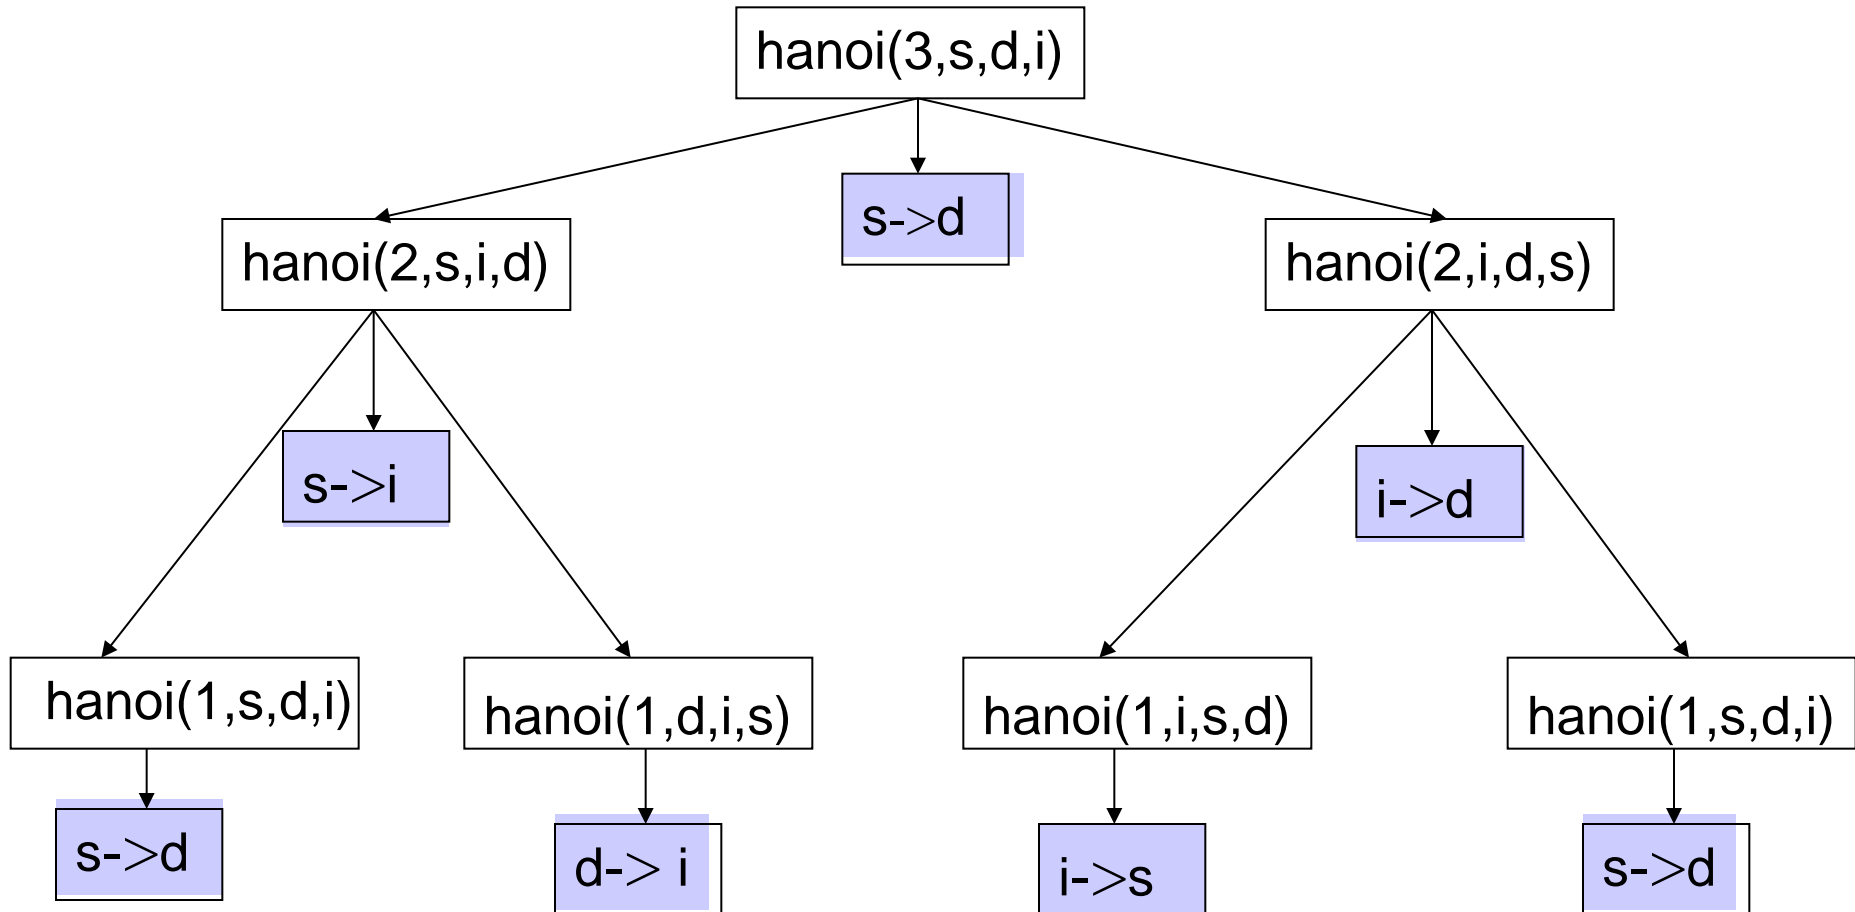 hanoi(3,s,d,i)
s->d
hanoi(2,s,i,d)
hanoi(2,i,d,s)
s->i
i->d
hanoi(1,s,d,i)
hanoi(1,d,i,s)
hanoi(1,i,s,d)
hanoi(1,s,d,i)
s->d
d-> i
i->s
s->d